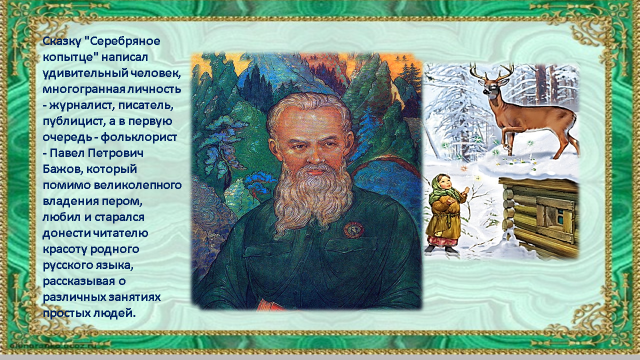 Сказку "Серебряное
копытце" написал
удивительный человек,
многогранная личность
- журналист, писатель,
публицист, а в первую
очередь - фольклорист
- Павел Петрович
Бажов, который
помимо великолепного
владения пером,
любил и старался
донести читателю
красоту родного
русского языка,
рассказывая о
различных занятиях
простых людей.